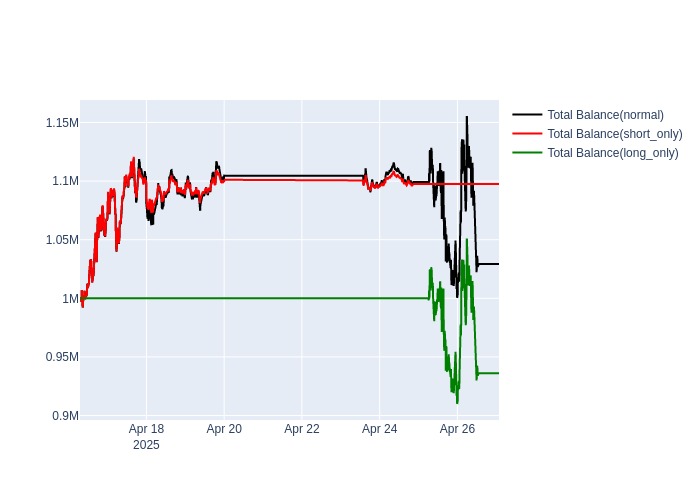 1.15M
1.1M
1.05M
1M
0.95M
0.9M
Apr 18
2025
Apr 20
Apr 22
Apr 24
Apr 26
Total Balance(normal)
Total Balance(short_only)
Total Balance(long_only)